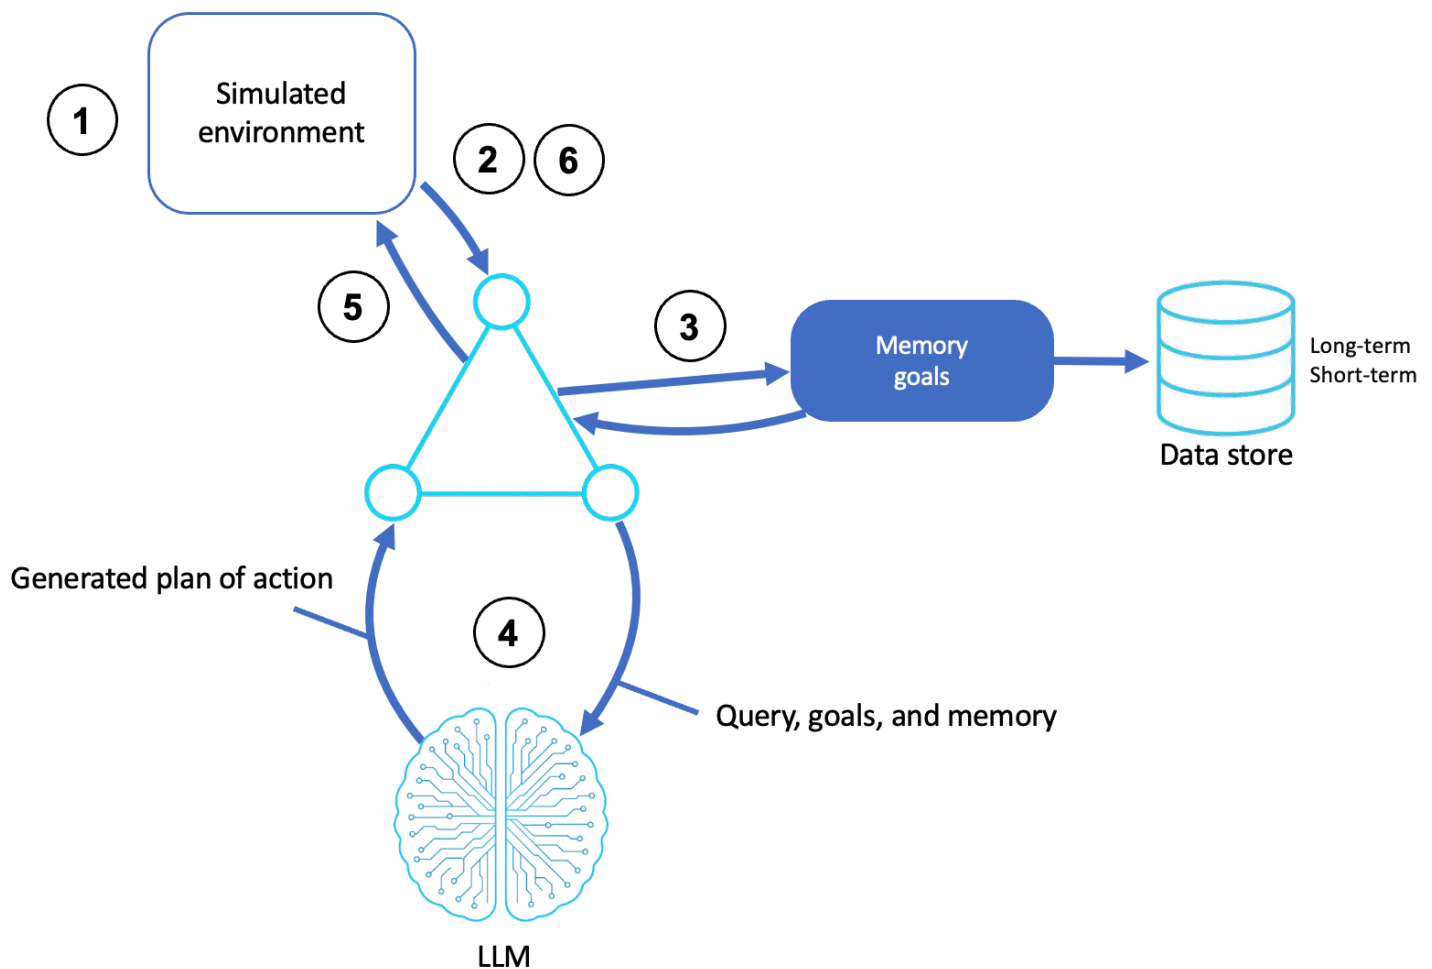 1
Simulated
environment
2
6
5
3
Memory
goals
Long-term
Short-term
Data store
Generated plan of action
4
Query, goals, and memory
LLM